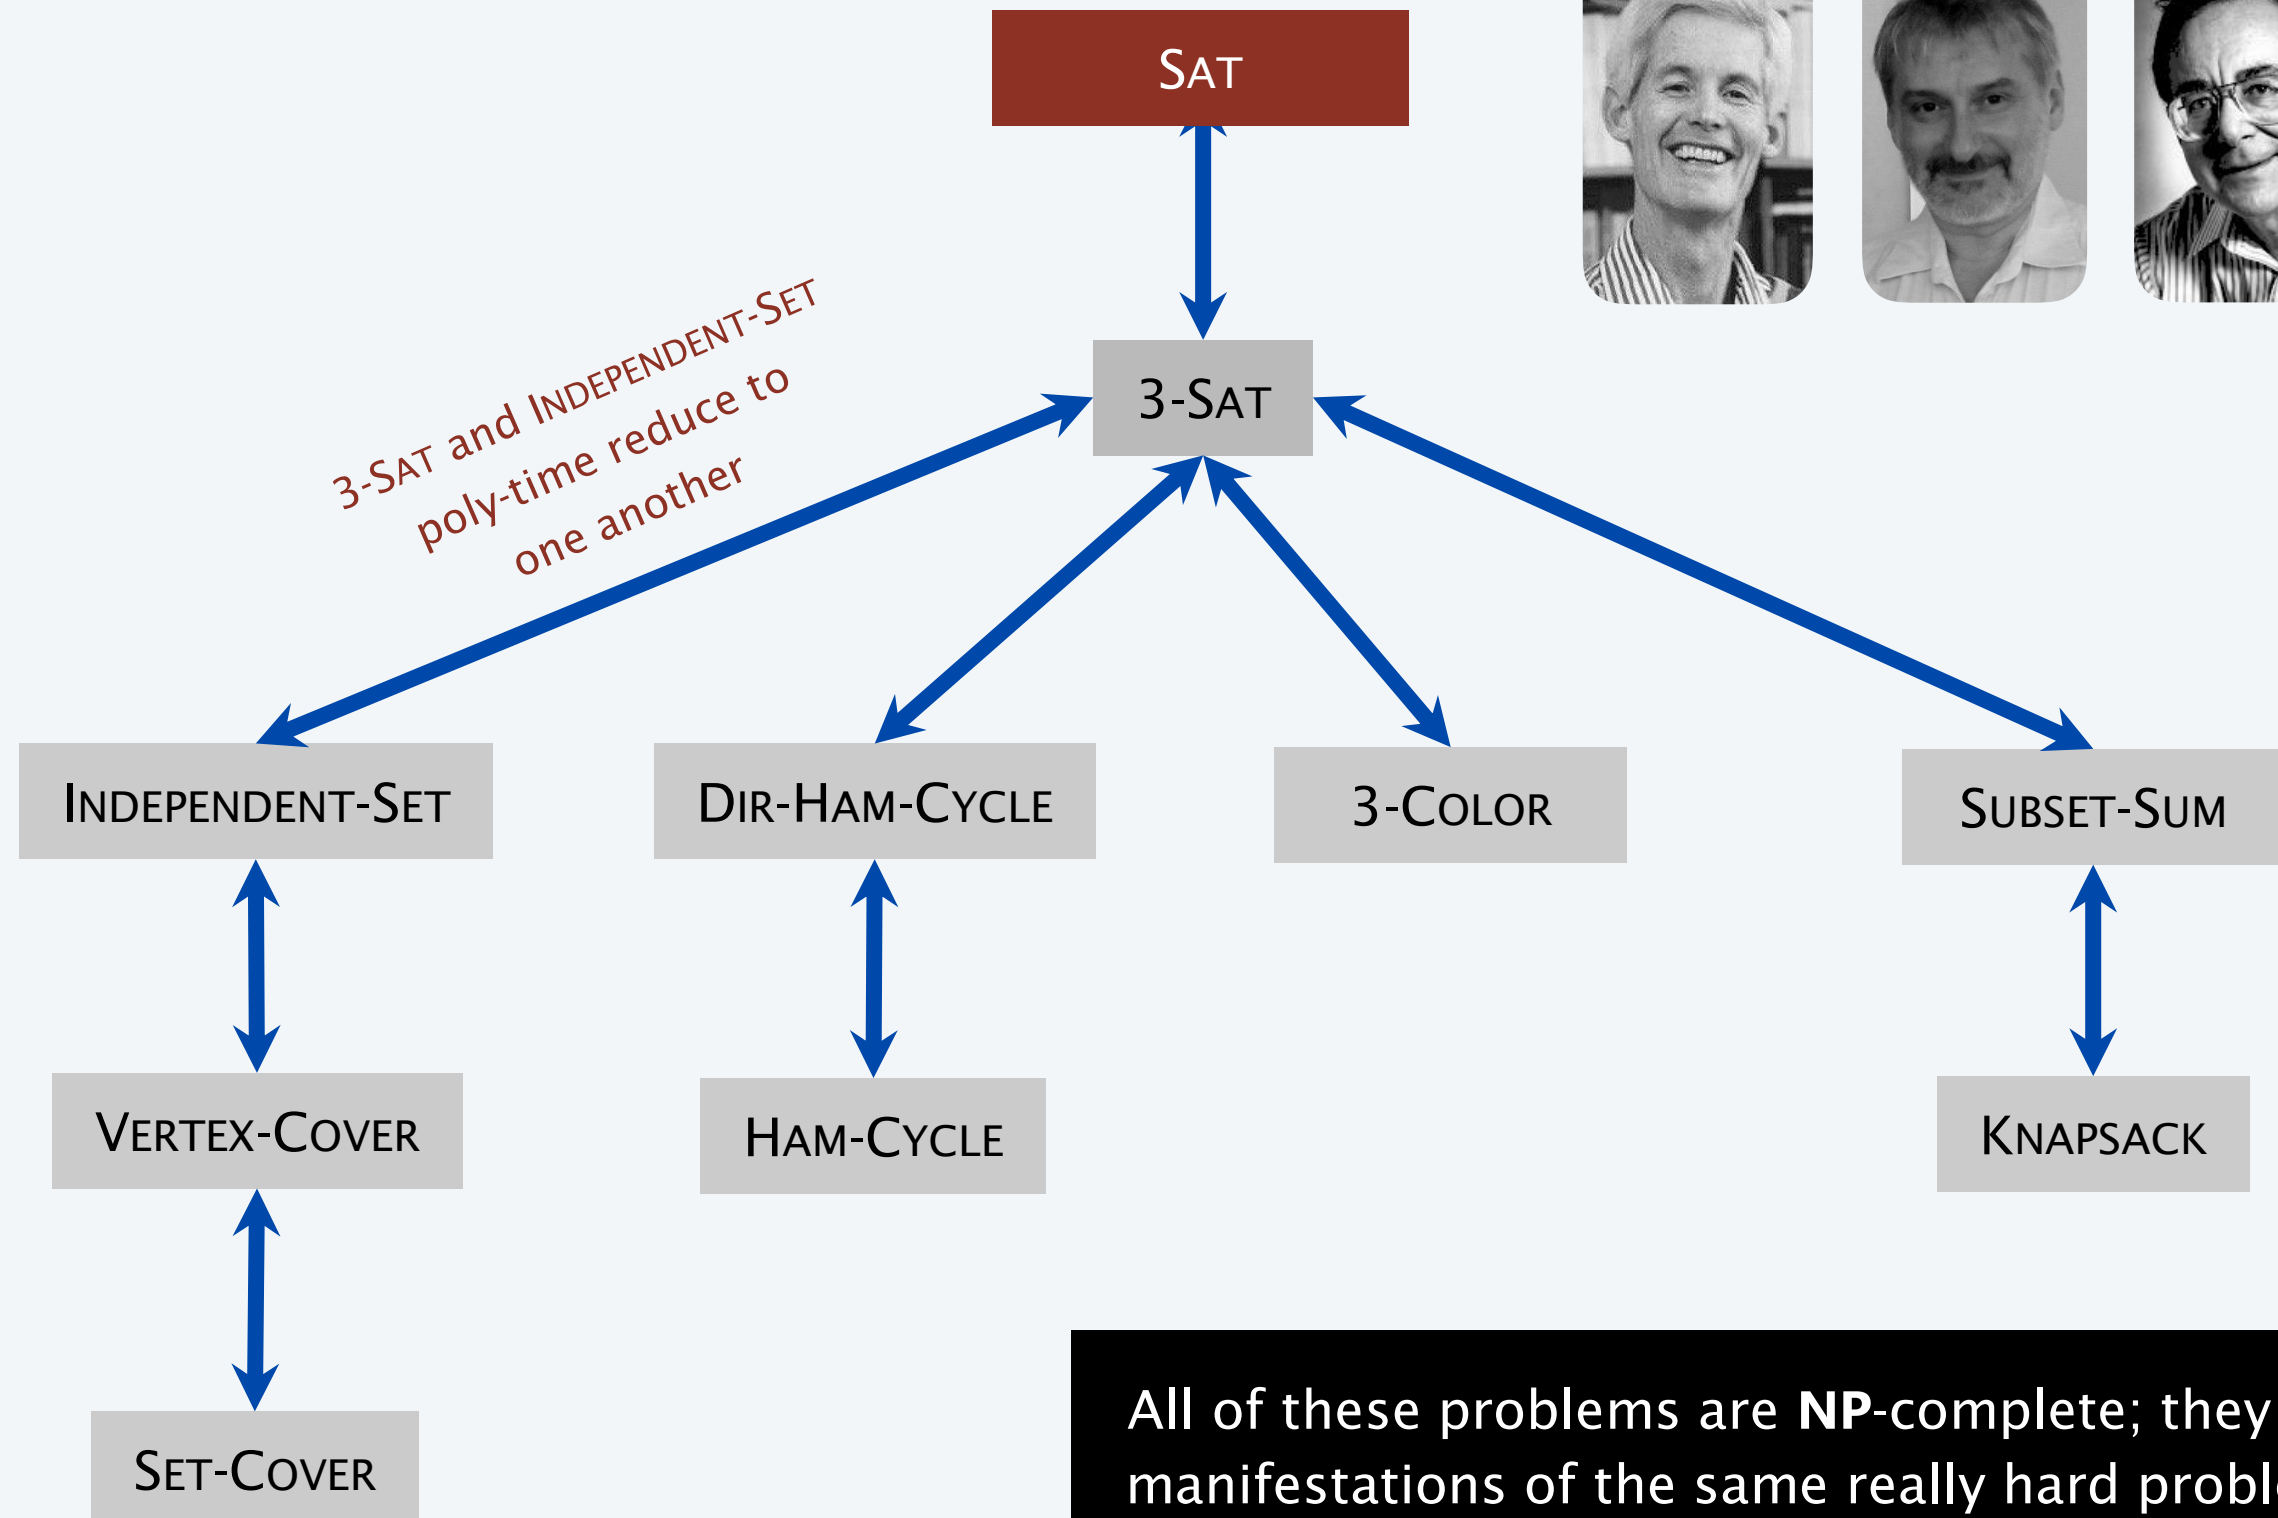 SAT
3-SAT and INDEPENDENT-SET
poly-time reduce to
one another
3-SAT
INDEPENDENT-SET
DIR-HAM-CYCLE
3-COLOR
SUBSET-SUM
VERTEX-COVER
HAM-CYCLE
KNAPSACK
SET-COVER
All of these problems are NP-complete; they
manifestations of the same really hard